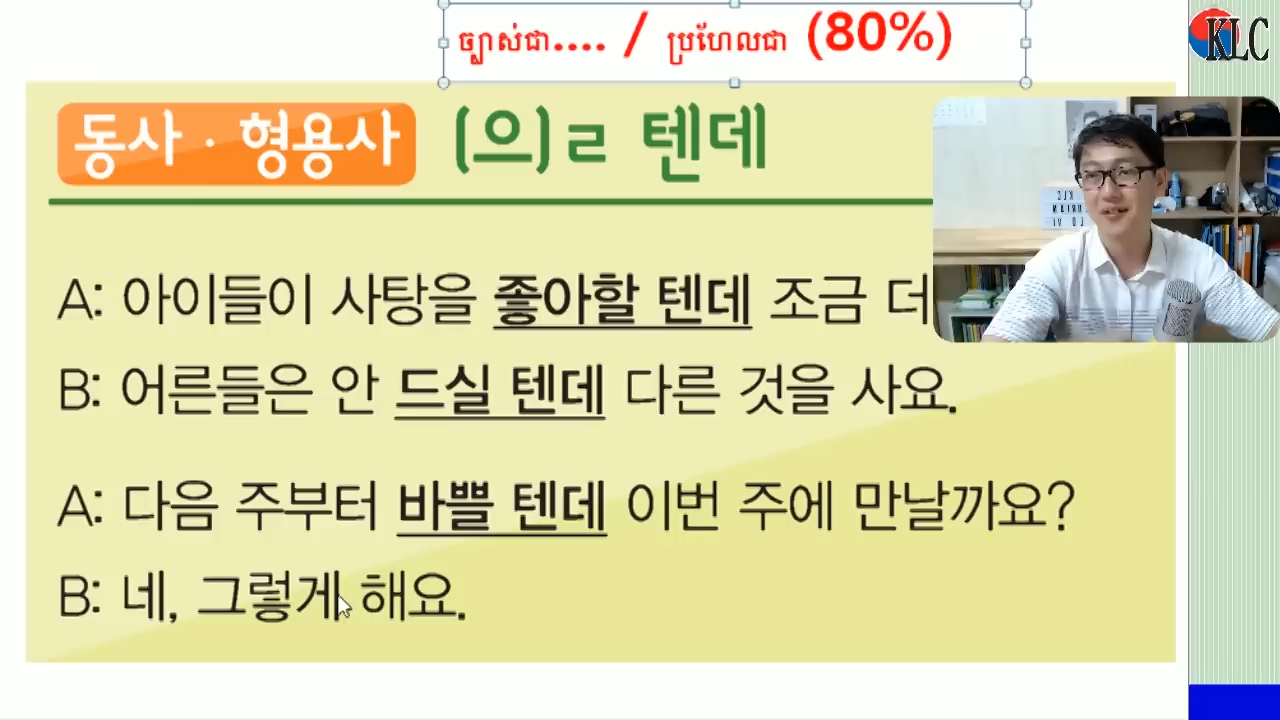 ច្បាស់ជា.... / ប្រហែលជា (80%)
KLC
동사 · 형용사 (으)ㄹ 텐데
A: 아이들이 사탕을 좋아할 텐데 조금 더
B: 어른들은 안 드실 텐데 다른 것을 사요.
A: 다음 주부터 바쁠 텐데 이번 주에 만날까요?
B: 네, 그렇게 해요.